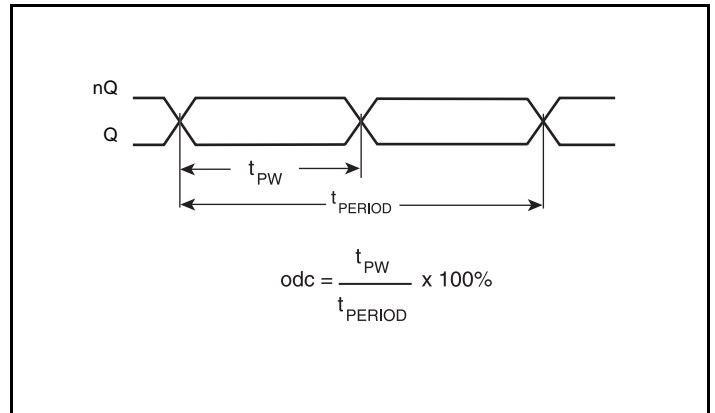 nQ
Q
tPW
tPERIOD
odc = tPW / tPERIOD x 100%